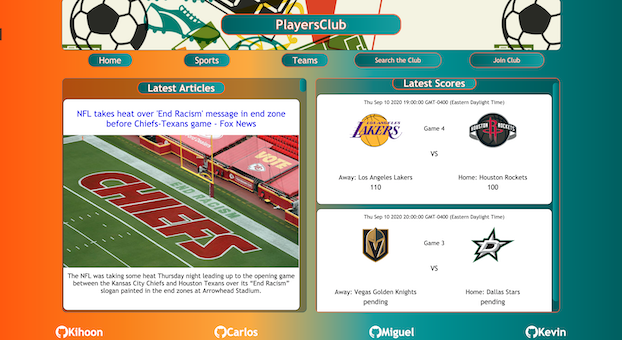 PlayersClub
Home
Sports
Teams
Search the Club
Join Club
Latest Articles
NFL takes heat over 'End Racism' message in end zone
before Chiefs-Texans game - Fox News
VOTE
END RACISM
CHIEFS
The NFL was taking some heat Thursday night leading up to the opening game
between the Kansas City Chiefs and Houston Texans over its “End Racism”
slogan painted in the end zones at Arrowhead Stadium.
Latest Scores
Thu Sep 10 2020 19:00:00 GMT-0400 (Eastern Daylight Time)
LOS ANGELES
LAKERS
Game 4
HOUSTON ROCKETS
VS
Away: Los Angeles Lakers
Home: Houston Rockets
110
100
Thu Sep 10 2020 20:00:00 GMT-0400 (Eastern Daylight Time)
Game 3
VS
Away: Vegas Golden Knights
Home: Dallas Stars
pending
pending
Kihoon
Carlos
Miguel
Kevin